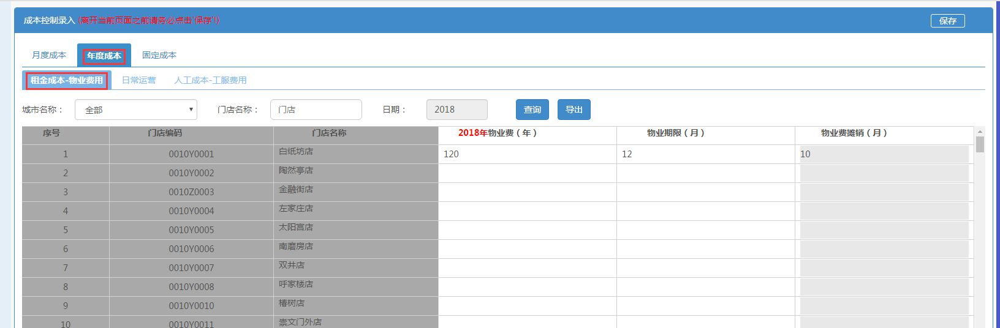 成本控制录入 (离开当前页面之前请务必点击'保存'!) 保存
月度成本 年度成本 固定成本
租金成本-物业费用 日常运营 人工成本-工服费用
城市名称： 全部 门店名称： 门店 日期： 2018 查询 导出
序号 门店编码 门店名称 2018年物业费（年） 物业期限（月） 物业费摊销（月）
1 0010Y0001 白纸坊店 120 12 10
2 0010Y0002 陶然亭店
3 0010Z0003 金融街店
4 0010Y0004 左家庄店
5 0010Y0005 太阳宫店
6 0010Y0006 南磨房店
7 0010Y0007 双井店
8 0010Y0008 呼家楼店
9 0010Y0010 椿树店
10 0010Y0011 崇文门外店